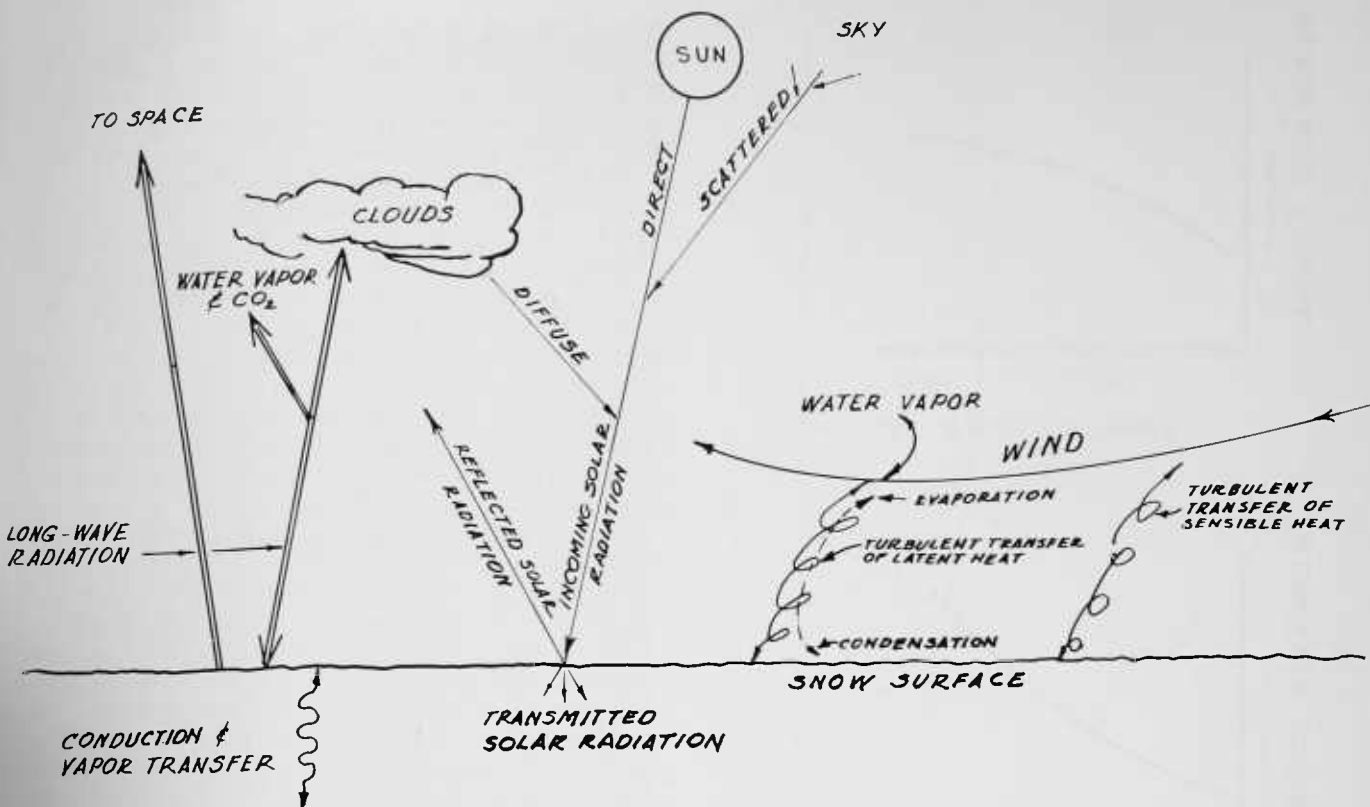 SKY
SUN
TO SPACE
DIRECT
SCATTERED
CLOUDS
WATER VAPOR
& CO₂
DIFFUSE
WATER VAPOR
WIND
REFLECTED SOLAR
RADIATION
INCOMING SOLAR
RADIATION
EVAPORATION
TURBULENT
TRANSFER OF
SENSIBLE HEAT
LONG-WAVE
RADIATION
TURBULENT TRANSFER
OF LATENT HEAT
CONDENSATION
SNOW SURFACE
TRANSMITTED
SOLAR RADIATION
CONDUCTION &
VAPOR TRANSFER